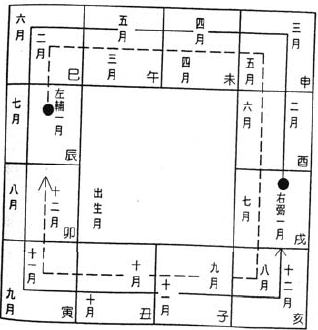 六月
二月
巳
五月
三月
午
四月
四月
未
三月
五月
申
七月
左輔一月
辰
六月
二月
酉
八月
十二月
卯
出生月
七月
右弼一月
戌
九月
十一月
寅
十月
十月
丑
十一月
九月
子
八月
十二月
亥